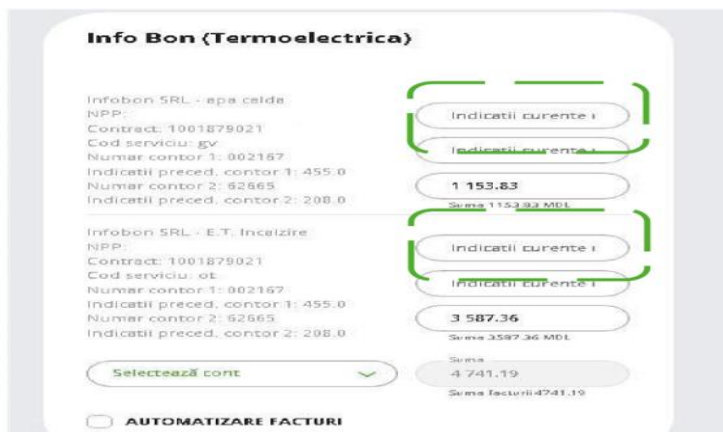 Info Bon (Termoelectrica)
Infobon SRL - apa calda
NPP:
Contract: 1001879021
Cod serviciu: gv
Numar contor 1: 002167
Indicatii preced. contor 1: 455.0
Numar contor 2: 62665
Indicatii preced. contor 2: 208.0
Indicatii curente
Indicatii curente
1 153.83
Suma 1153.83 MDL
Infobon SRL - E.T. Incalzire
NPP:
Contract: 1001879021
Cod serviciu: ot
Numar contor 1: 002167
Indicatii preced. contor 1: 455.0
Numar contor 2: 62665
Indicatii preced. contor 2: 208.0
Indicatii curente
Indicatii curente
3 587.36
Suma 3587.36 MDL
Selectează cont
Suma
4 741.19
Suma facturii 4741.19
AUTOMATIZARE FACTURI